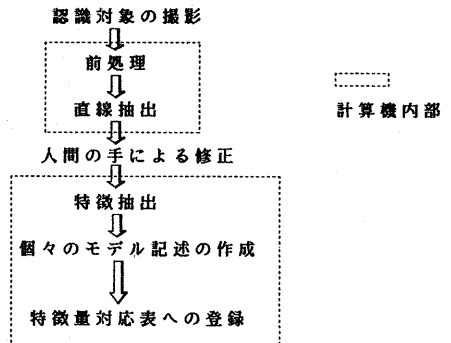 認識対象の撮影
前処理
直線抽出
計算機内部
人間の手による修正
特徴抽出
個々のモデル記述の作成
特徴量対応表への登録